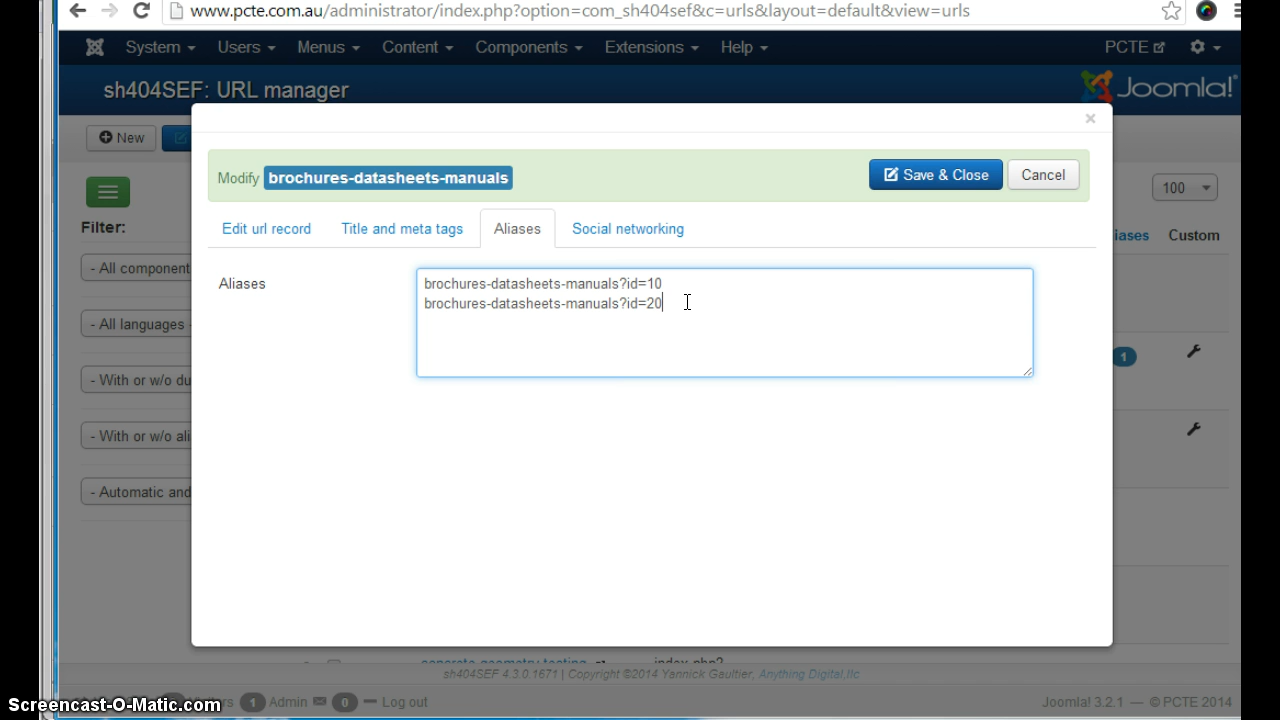 www.pcte.com.au/administrator/index.php?option=com_sh404sef&c=urls&layout=default&view=urls
System Users Menus Content Components Extensions Help PCTE
sh404SEF: URL manager
Joomla!
New
Modify brochures-datasheets-manuals
Save & Close Cancel
100
Filter:
Edit url record Title and meta tags Aliases Social networking
iases Custom
- All component
Aliases
brochures-datasheets-manuals?id=10
brochures-datasheets-manuals?id=20
- All languages -
1
- With or w/o du
- With or w/o ali
- Automatic and
index.php?
sh404SEF 4.3.0.1671 | Copyright ©2014 Yannick Gaultier, Anything Digital,llc
1 Admin 0 Log out
Joomla! 3.2.1 — © PCTE 2014
Screencast-O-Matic.com